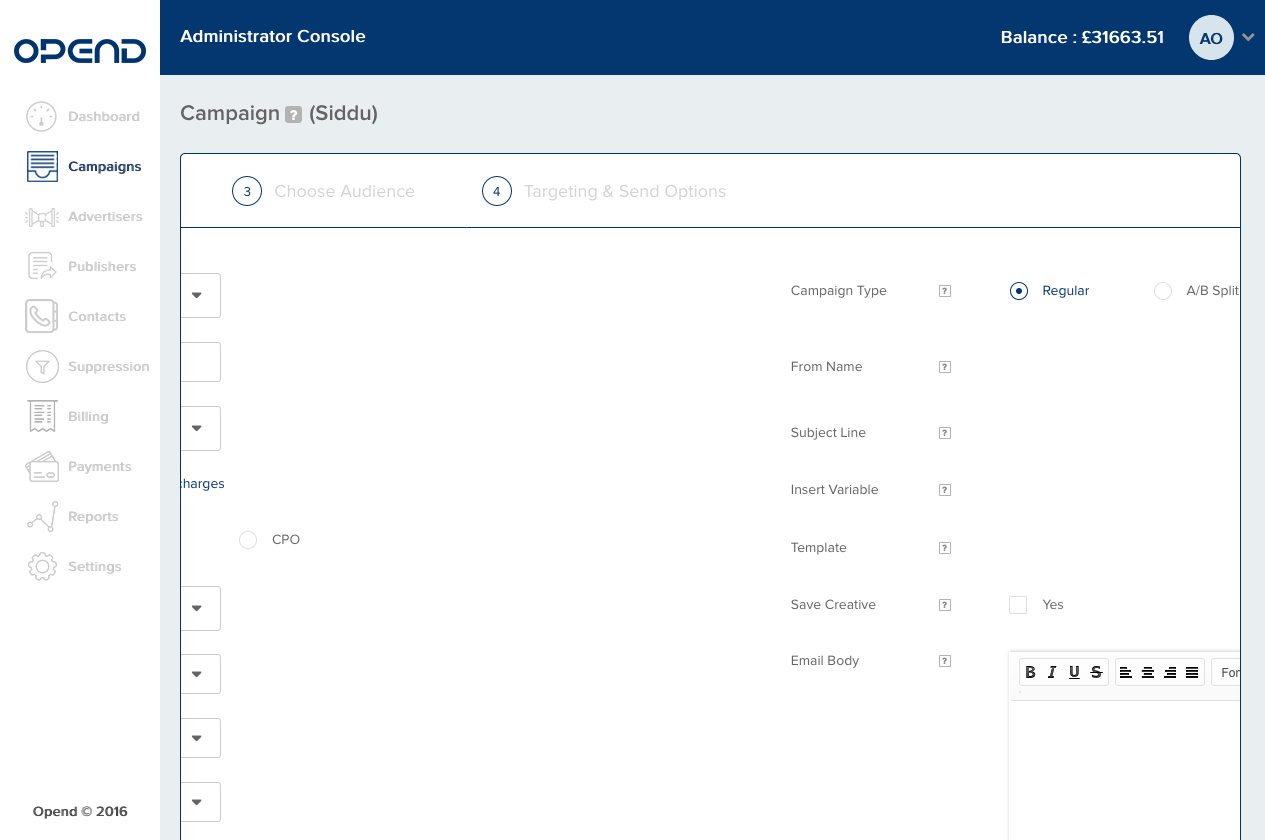 OPEND
Administrator Console
Balance : £31663.51
AO
Dashboard
Campaigns
Advertisers
Publishers
Contacts
Suppression
Billing
Payments
Reports
Settings
Opend © 2016
Campaign ? (Siddu)
3 Choose Audience
4 Targeting & Send Options
charges
CPO
Campaign Type ? Regular A/B Split
From Name ?
Subject Line ?
Insert Variable ?
Template ?
Save Creative ? Yes
Email Body ?
B I U S